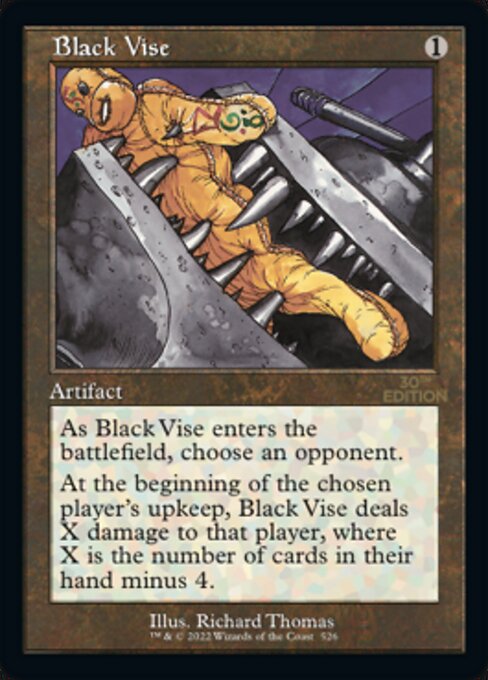 Black Vise 1
30TH EDITION
Artifact
As Black Vise enters the
battlefield, choose an opponent.
At the beginning of the chosen
player's upkeep, Black Vise deals
X damage to that player, where
X is the number of cards in their
hand minus 4.
Illus. Richard Thomas
™ & © 2022 Wizards of the Coast 526